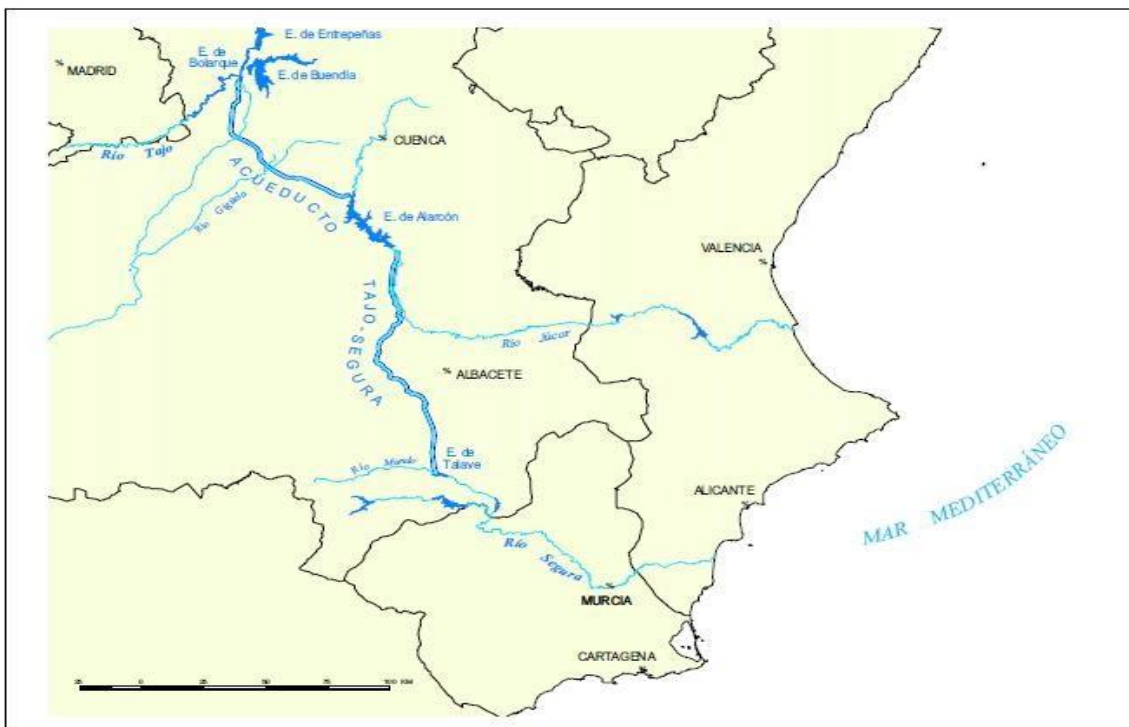 E. de Entrepeñas
E. de
Bolarque
MADRID
E. de Buendía
Río Tajo
CUENCA
ACUEDUCTO
Río Gigüela
E. de Alarcón
VALENCIA
TAJO-SEGURA
Río Júcar
ALBACETE
E. de
Talave
Río Mundo
ALICANTE
MAR MEDITERRÁNEO
Río Segura
MURCIA
CARTAGENA
25 0 25 50 75 100 KM